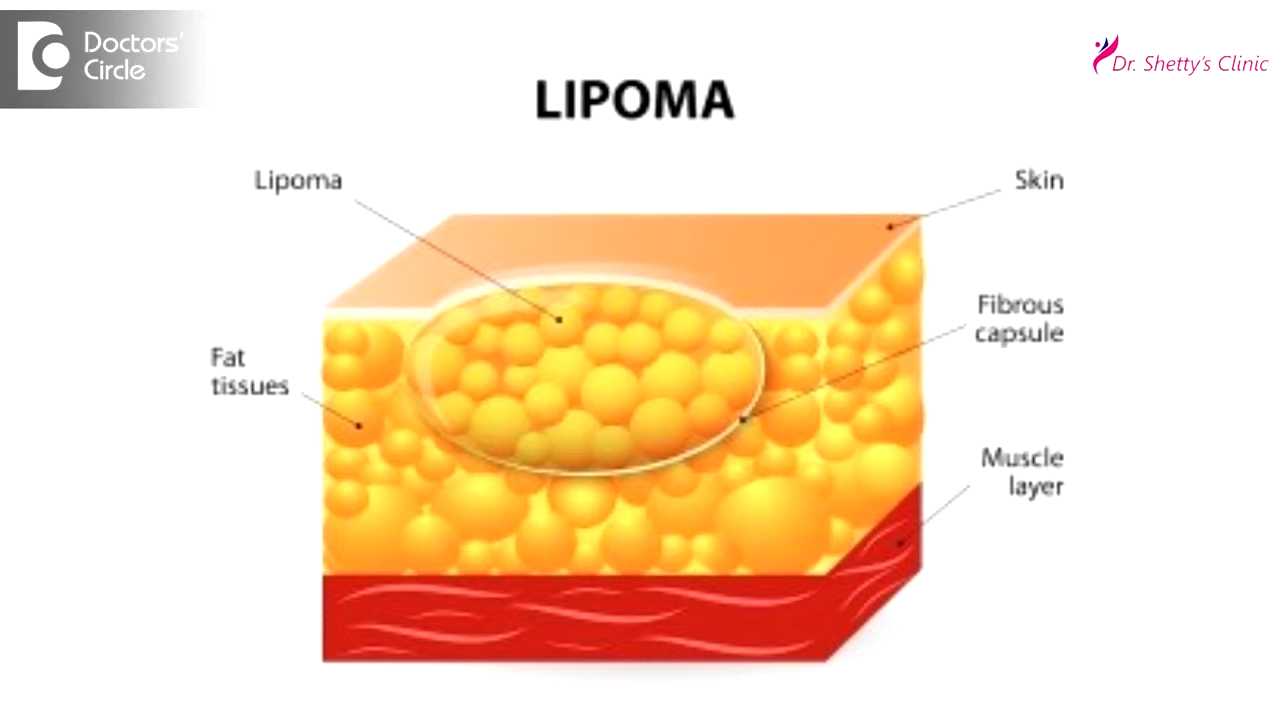 Doctors'
Circle
Dr. Shetty's Clinic
LIPOMA
Lipoma
Skin
Fibrous
capsule
Fat
tissues
Muscle
layer